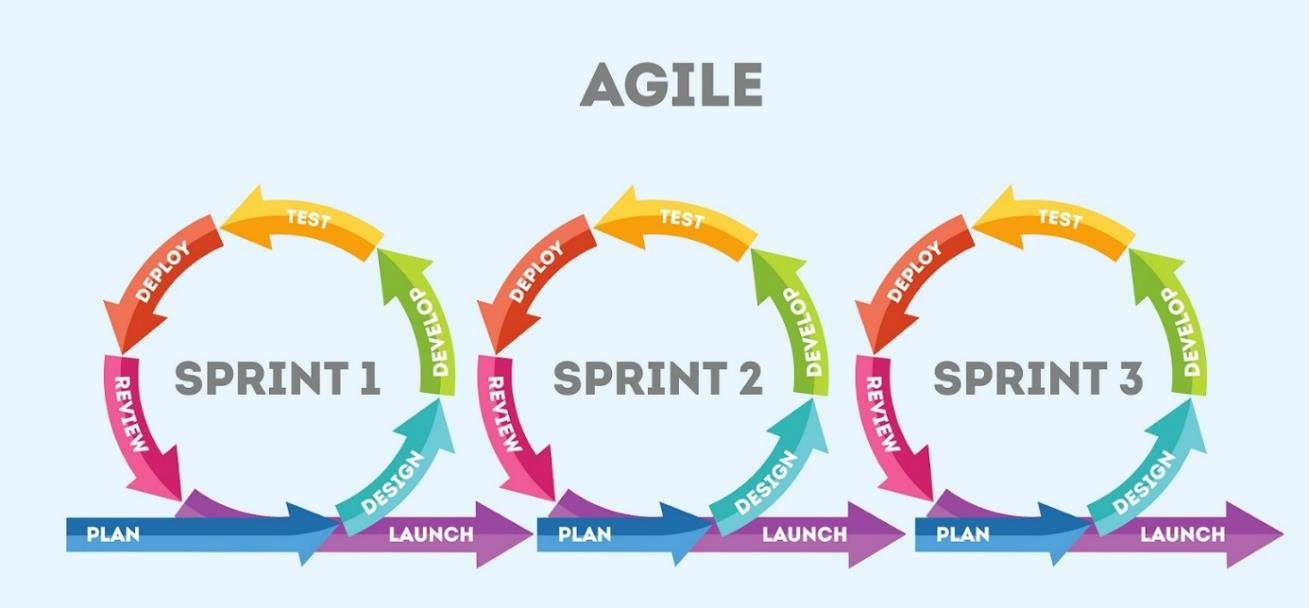 AGILE
SPRINT 1
PLAN
DESIGN
DEVELOP
TEST
DEPLOY
REVIEW
LAUNCH
SPRINT 2
PLAN
DESIGN
DEVELOP
TEST
DEPLOY
REVIEW
LAUNCH
SPRINT 3
PLAN
DESIGN
DEVELOP
TEST
DEPLOY
REVIEW
LAUNCH